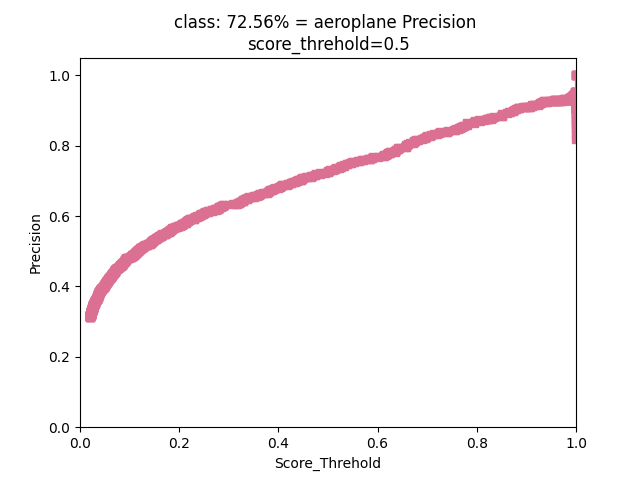 class: 72.56% = aeroplane Precision
score_threhold=0.5
Precision
1.0
0.8
0.6
0.4
0.2
0.0
0.0 0.2 0.4 0.6 0.8 1.0
Score_Threhold